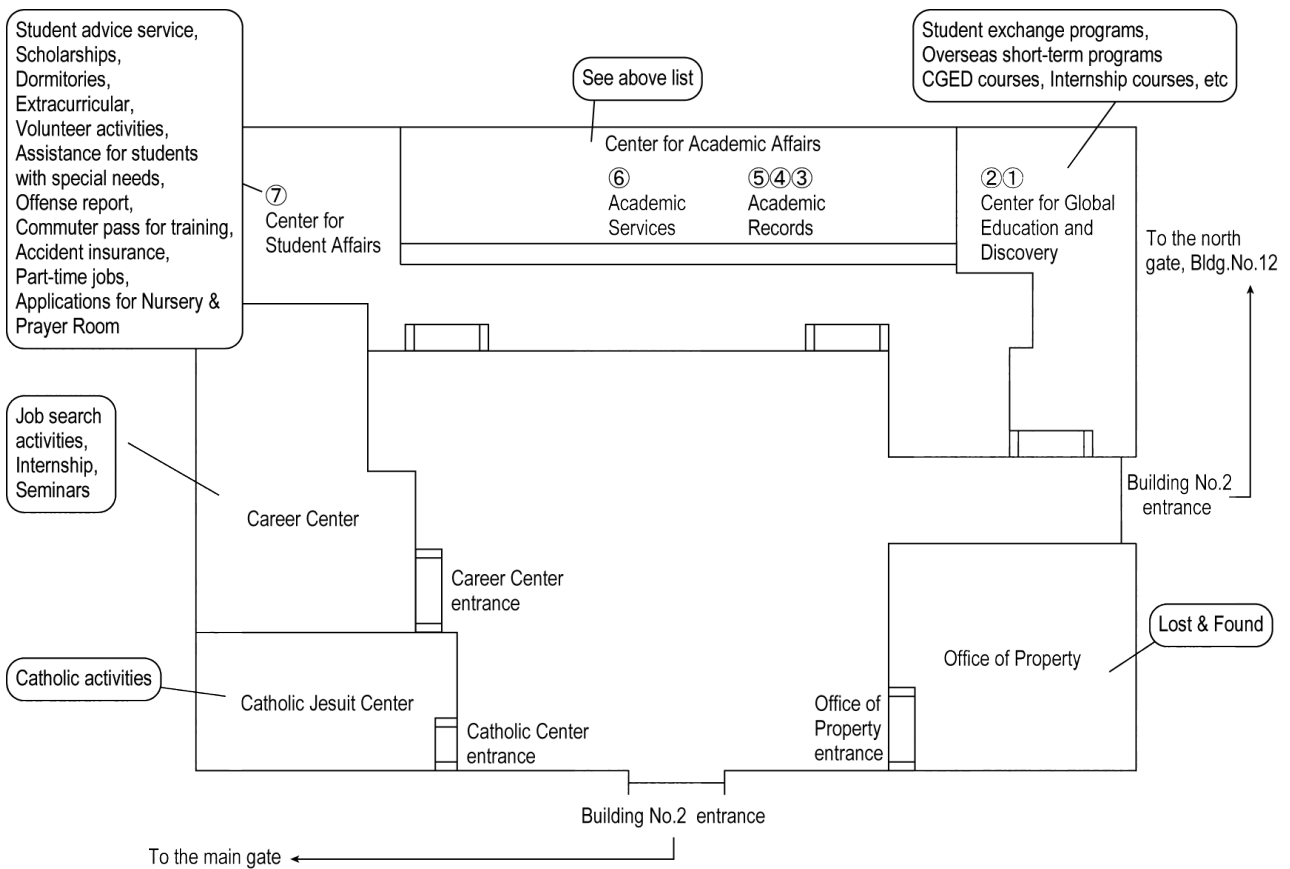 Student advice service,
Scholarships,
Dormitories,
Extracurricular,
Volunteer activities,
Assistance for students
with special needs,
Offense report,
Commuter pass for training,
Accident insurance,
Part-time jobs,
Applications for Nursery &
Prayer Room
See above list
Student exchange programs,
Overseas short-term programs
CGED courses, Internship courses, etc
⑦
Center for
Student Affairs
Center for Academic Affairs
⑥
Academic
Services
⑤④③
Academic
Records
②①
Center for Global
Education and
Discovery
To the north
gate, Bldg.No.12
Job search
activities,
Internship,
Seminars
Career Center
Career Center
entrance
Building No.2
entrance
Lost & Found
Office of Property
Catholic activities
Catholic Jesuit Center
Catholic Center
entrance
Office of
Property
entrance
Building No.2 entrance
To the main gate